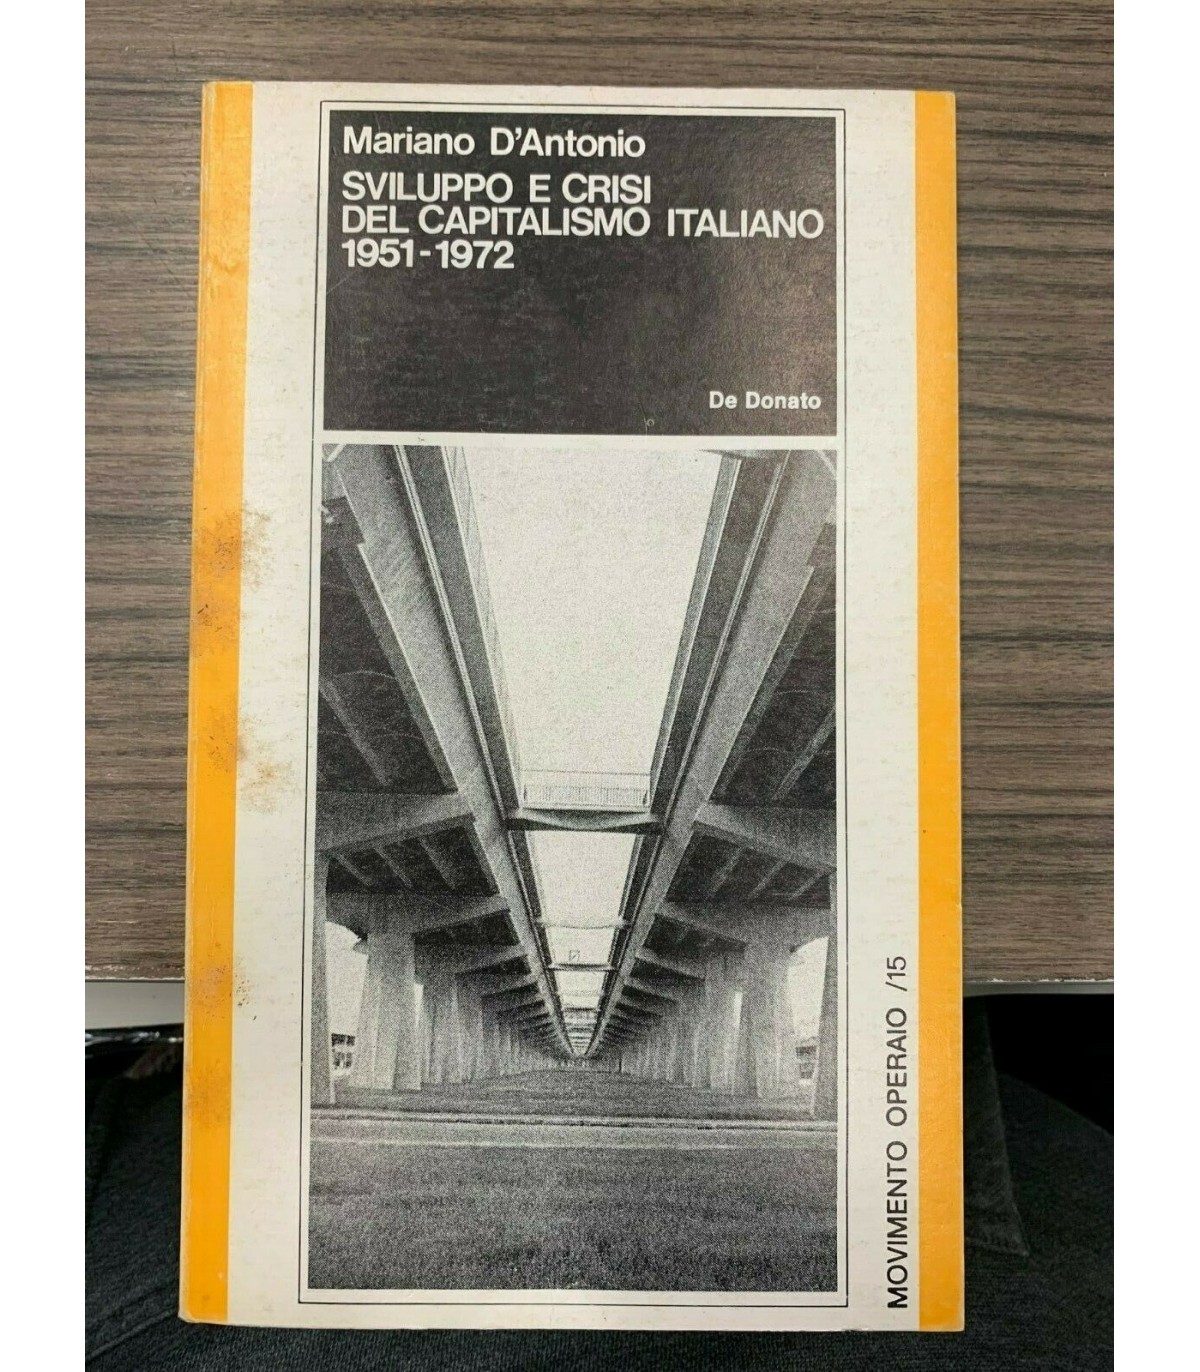 Mariano D'Antonio
SVILUPPO E CRISI
DEL CAPITALISMO ITALIANO
1951-1972
De Donato
MOVIMENTO OPERAIO /15